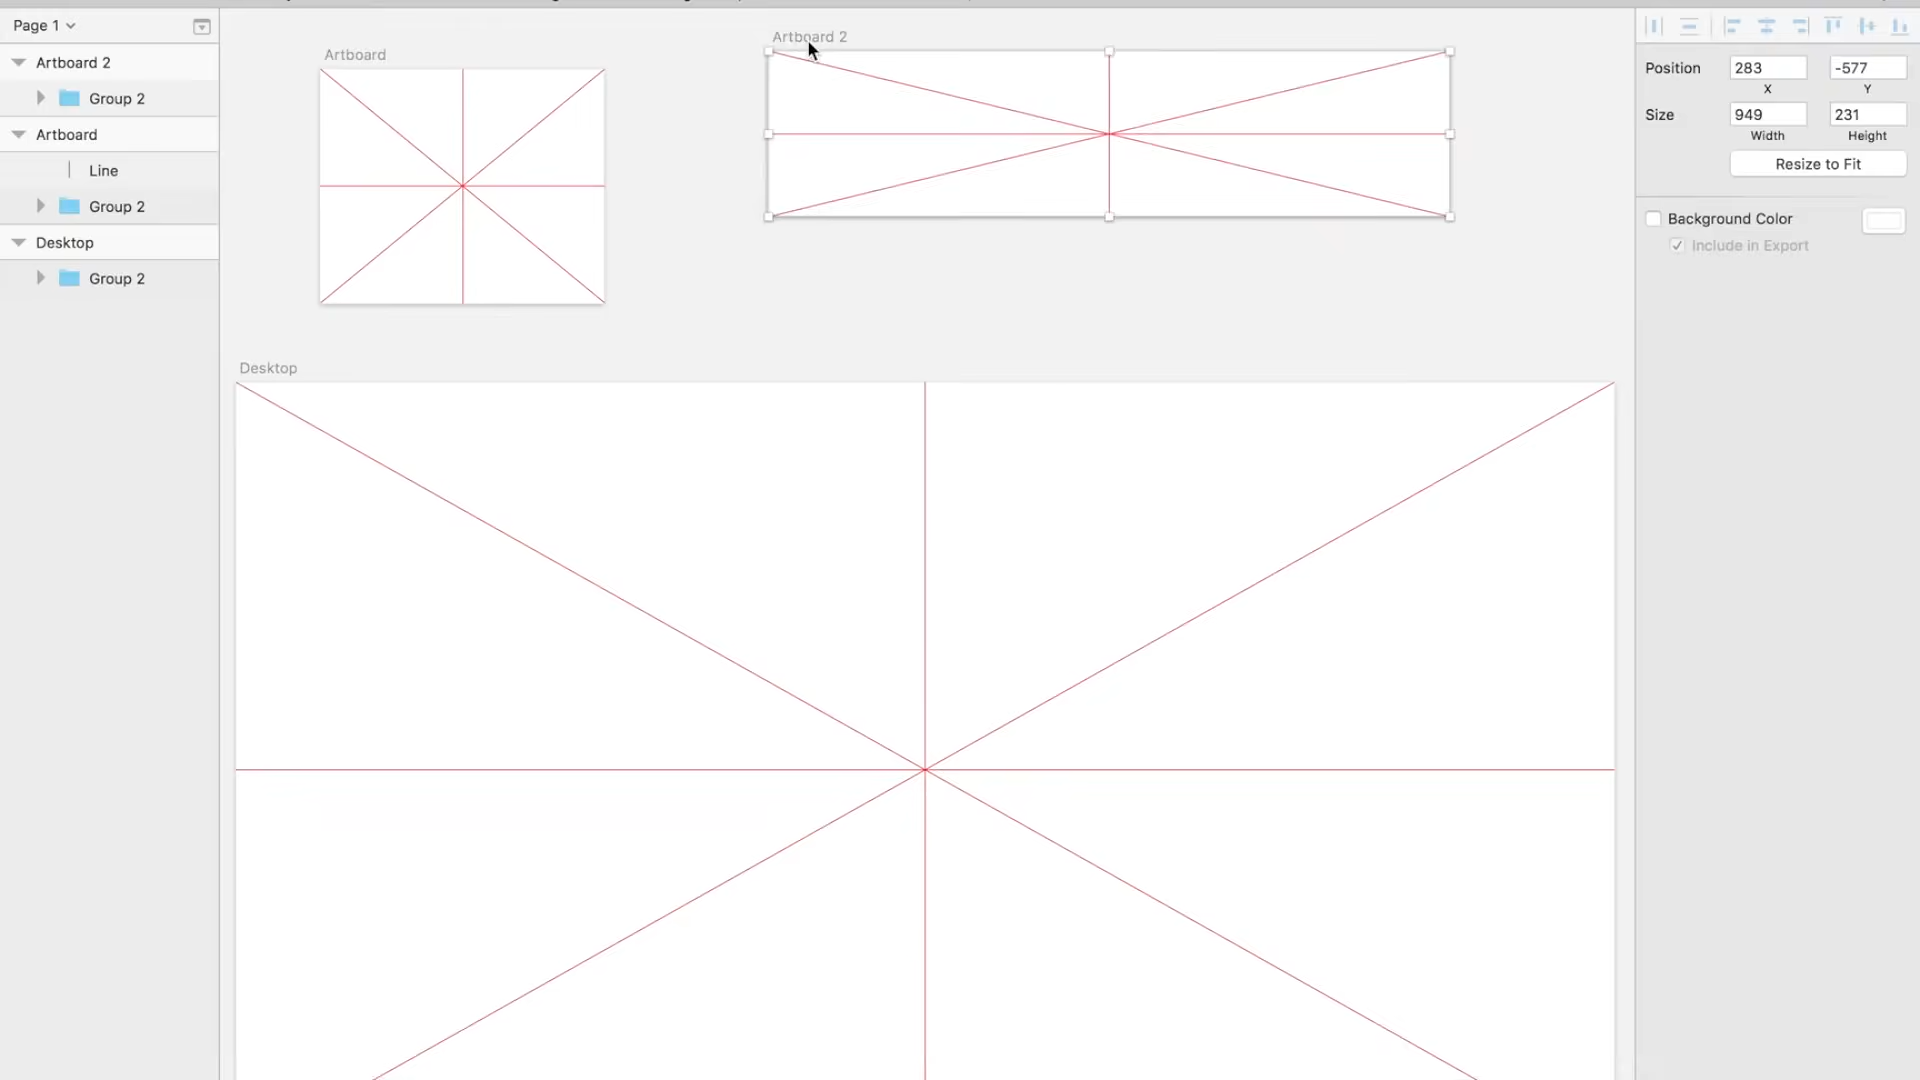 Page 1
Artboard 2
Group 2
Artboard
Line
Group 2
Desktop
Group 2
Artboard
Artboard 2
Desktop
Position
283
-577
X
Y
Size
949
231
Width
Height
Resize to Fit
Background Color
Include in Export